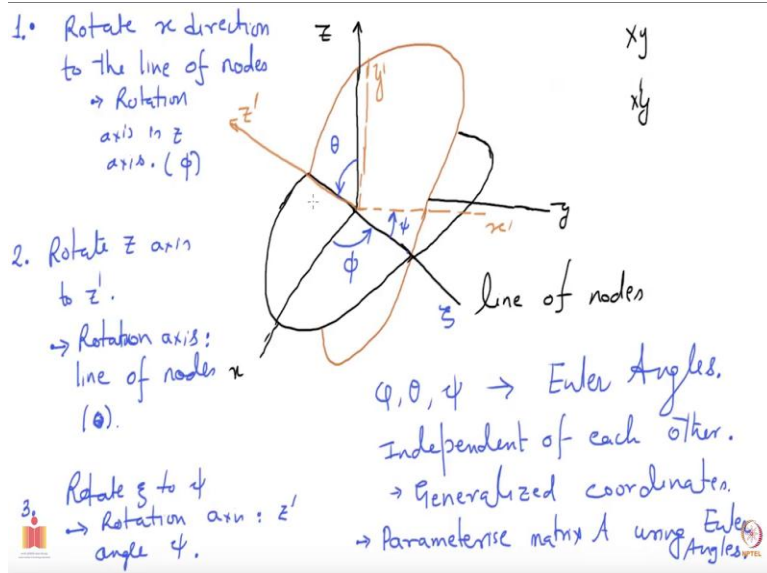 1.• Rotate x direction
to the line of nodes
→ Rotation
axis is z
axis. (ϕ)
2. Rotate z axis
to z'.
→ Rotation axis:
line of nodes
(θ).
3. Rotate ξ to ψ
→ Rotation axis: z'
angle ψ.
z
y'
z'
θ
ψ
x'
y
ϕ
ξ
line of nodes
x
xy
x'y
φ, θ, ψ → Euler Angles.
Independent of each other.
→ Generalized coordinates.
→ Parameterise matrix A using Euler
Angles.
NPTEL